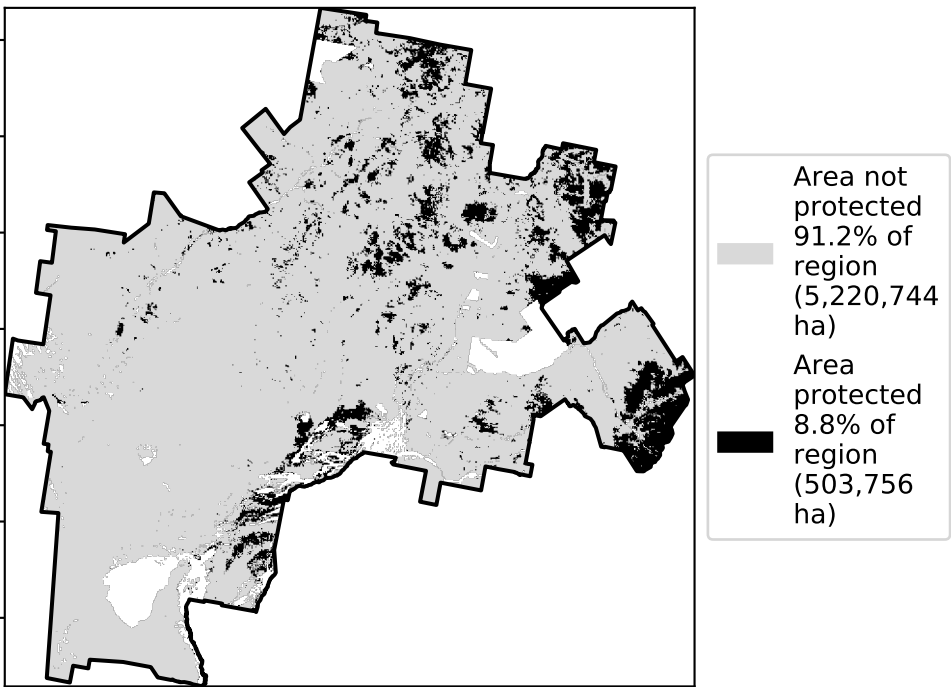 Area not
protected
91.2% of
region
(5,220,744
ha)
Area
protected
8.8% of
region
(503,756
ha)